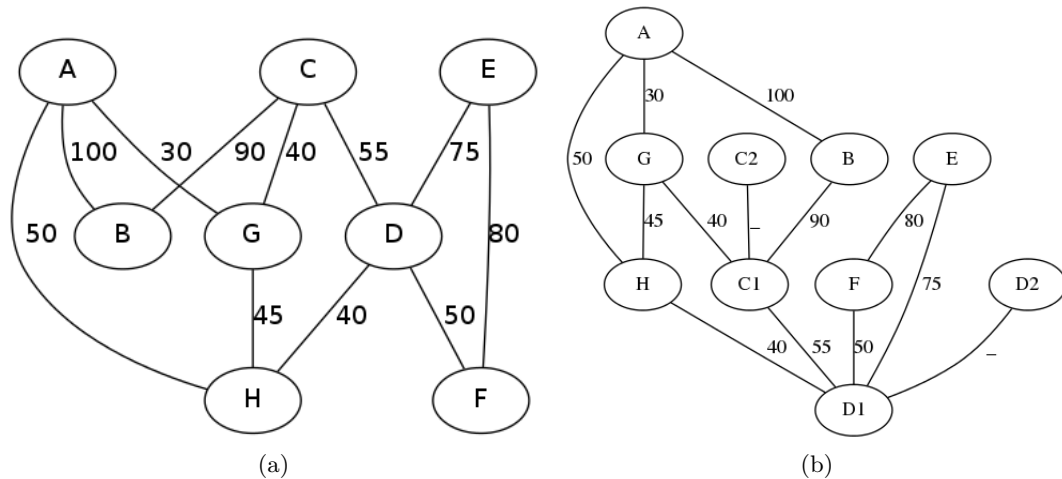 A C E
100 30 90 40 55 75
50 B G D 80
45 40 50
H F
(a)
A
30 100
50 G C2 B E
45 40 _ 90 80
H C1 F 75 D2
40 55 50 _
D1
(b)